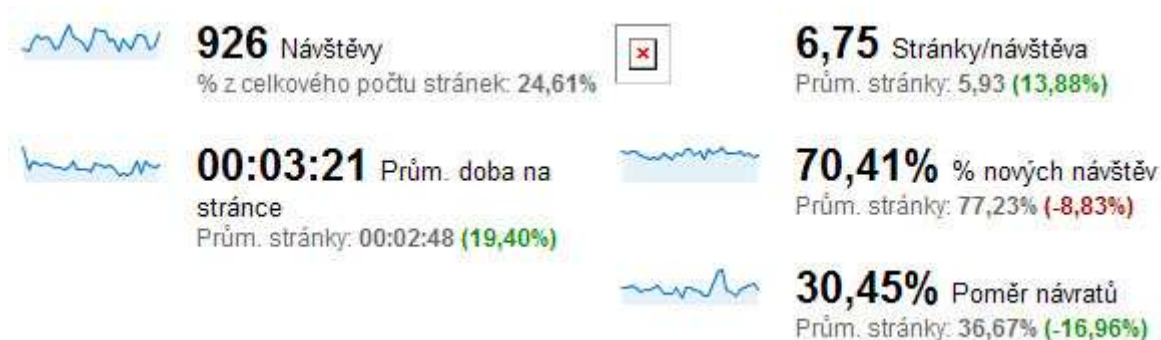 926 Návštěvy
% z celkového počtu stránek: 24,61%
6,75 Stránky/návštěva
Prům. stránky: 5,93 (13,88%)
00:03:21 Prům. doba na
stránce
Prům. stránky: 00:02:48 (19,40%)
70,41% % nových návštěv
Prům. stránky: 77,23% (-8,83%)
30,45% Poměr návratů
Prům. stránky: 36,67% (-16,96%)